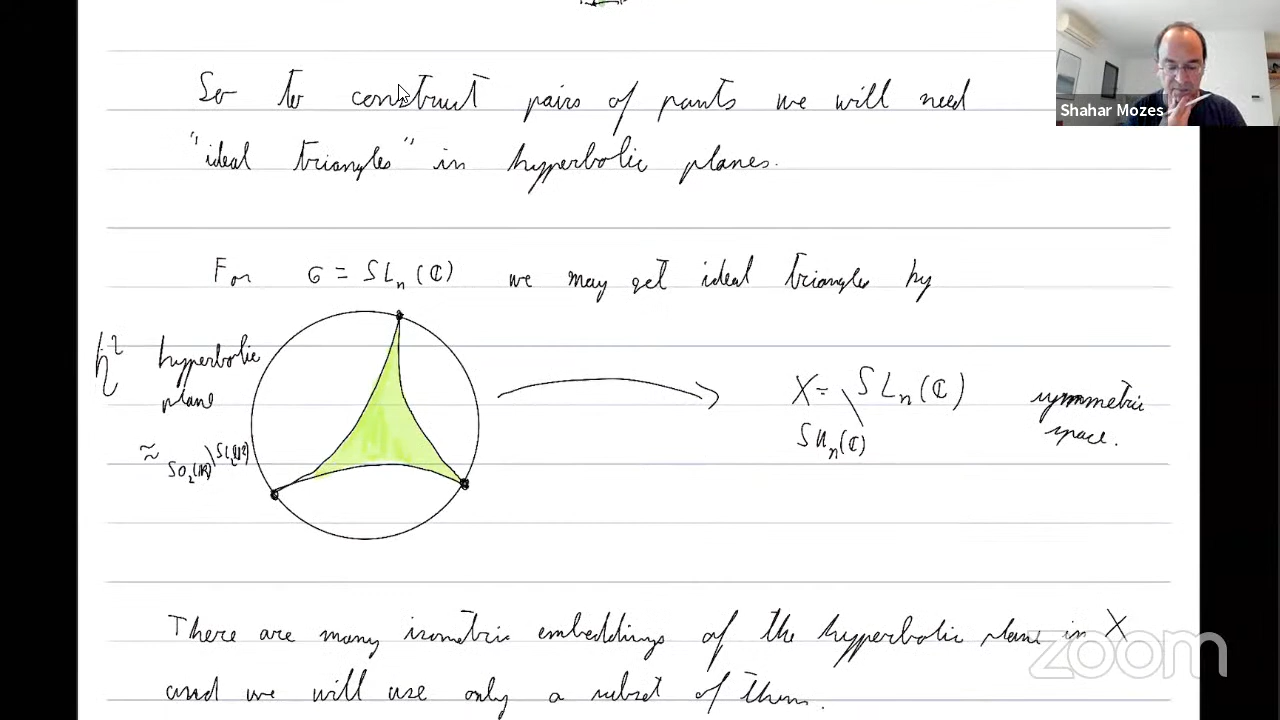 So to construct pairs of pants we will need
"ideal triangles" in hyperbolic planes.
For G = SL_n(ℂ) we may get ideal triangles by
ℍ² hyperbolic
plane
≈ SO_2(ℝ)\SL_2(ℝ)
X = SU_n(ℂ)\SL_n(ℂ) symmetric
space.
There are many isometric embeddings of the hyperbolic plane in X
and we will use only a subset of them.
Shahar Mozes
zoom